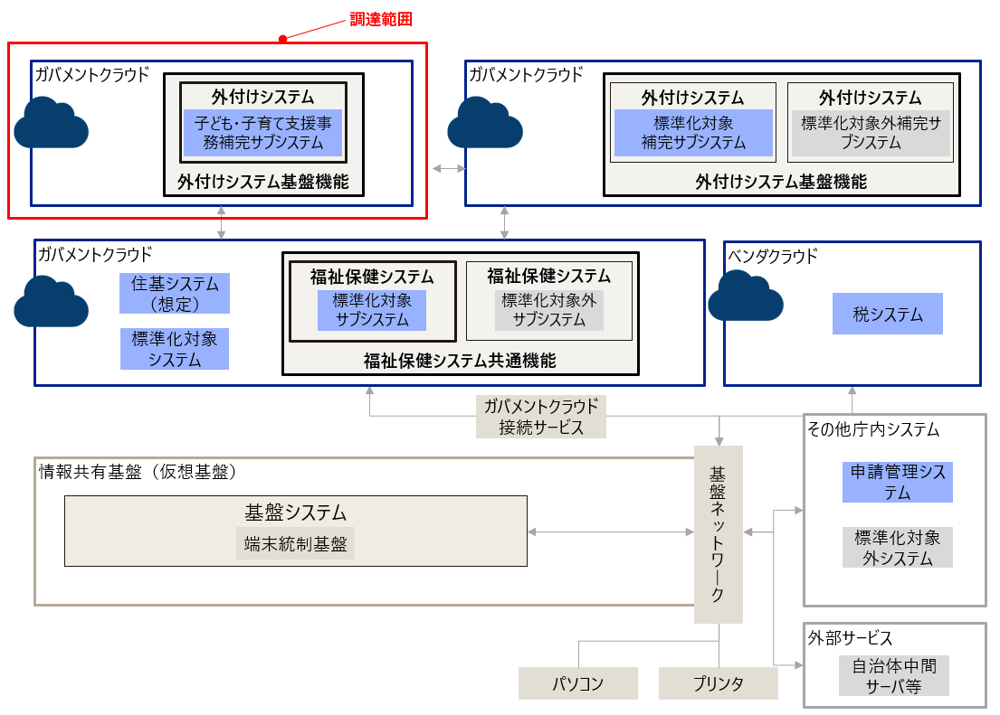 調達範囲
ガバメントクラウド
外付けシステム
子ども・子育て支援事
務補完サブシステム
外付けシステム基盤機能
ガバメントクラウド
外付けシステム
標準化対象
補完サブシステム
外付けシステム
標準化対象外補完サ
ブシステム
外付けシステム基盤機能
ガバメントクラウド
住基システム
（想定）
標準化対象
システム
福祉保健システム
標準化対象
サブシステム
福祉保健システム
標準化対象外
サブシステム
福祉保健システム共通機能
ベンダクラウド
税システム
ガバメントクラウド
接続サービス
情報共有基盤（仮想基盤）
基盤システム
端末統制基盤
基盤ネットワーク
その他庁内システム
申請管理シス
テム
標準化対象
外システム
外部サービス
自治体中間
サーバ等
パソコン
プリンタ